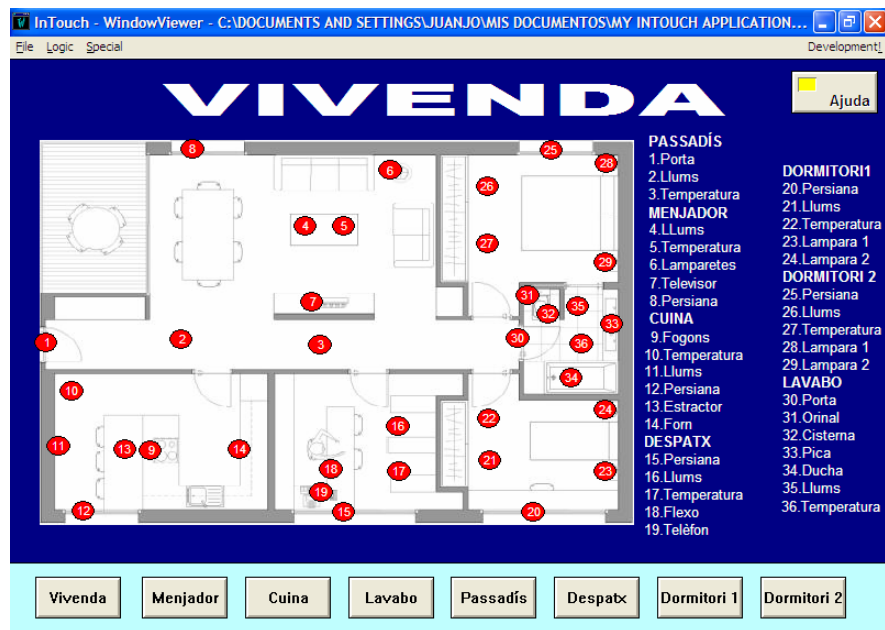 InTouch - WindowViewer - C:\DOCUMENTS AND SETTINGS\JUANJO\MIS DOCUMENTOS\MY INTOUCH APPLICATION...
File Logic Special Development!
VIVENDA
Ajuda
8
25
28
6
26
4
5
27
29
7
31
32
35
33
1
2
3
30
36
34
10
22
24
16
11
13
9
14
21
18
17
23
19
12
15
20
PASSADÍS
1.Porta
2.Llums
3.Temperatura
MENJADOR
4.LLums
5.Temperatura
6.Lamparetes
7.Televisor
8.Persiana
CUINA
9.Fogons
10.Temperatura
11.Llums
12.Persiana
13.Estractor
14.Forn
DESPATX
15.Persiana
16.Llums
17.Temperatura
18.Flexo
19.Telèfon
DORMITORI1
20.Persiana
21.Llums
22.Temperatura
23.Lampara 1
24.Lampara 2
DORMITORI 2
25.Persiana
26.Llums
27.Temperatura
28.Lampara 1
29.Lampara 2
LAVABO
30.Porta
31.Orinal
32.Cisterna
33.Pica
34.Ducha
35.Llums
36.Temperatura
Vivenda Menjador Cuina Lavabo Passadís Despatx Dormitori 1 Dormitori 2